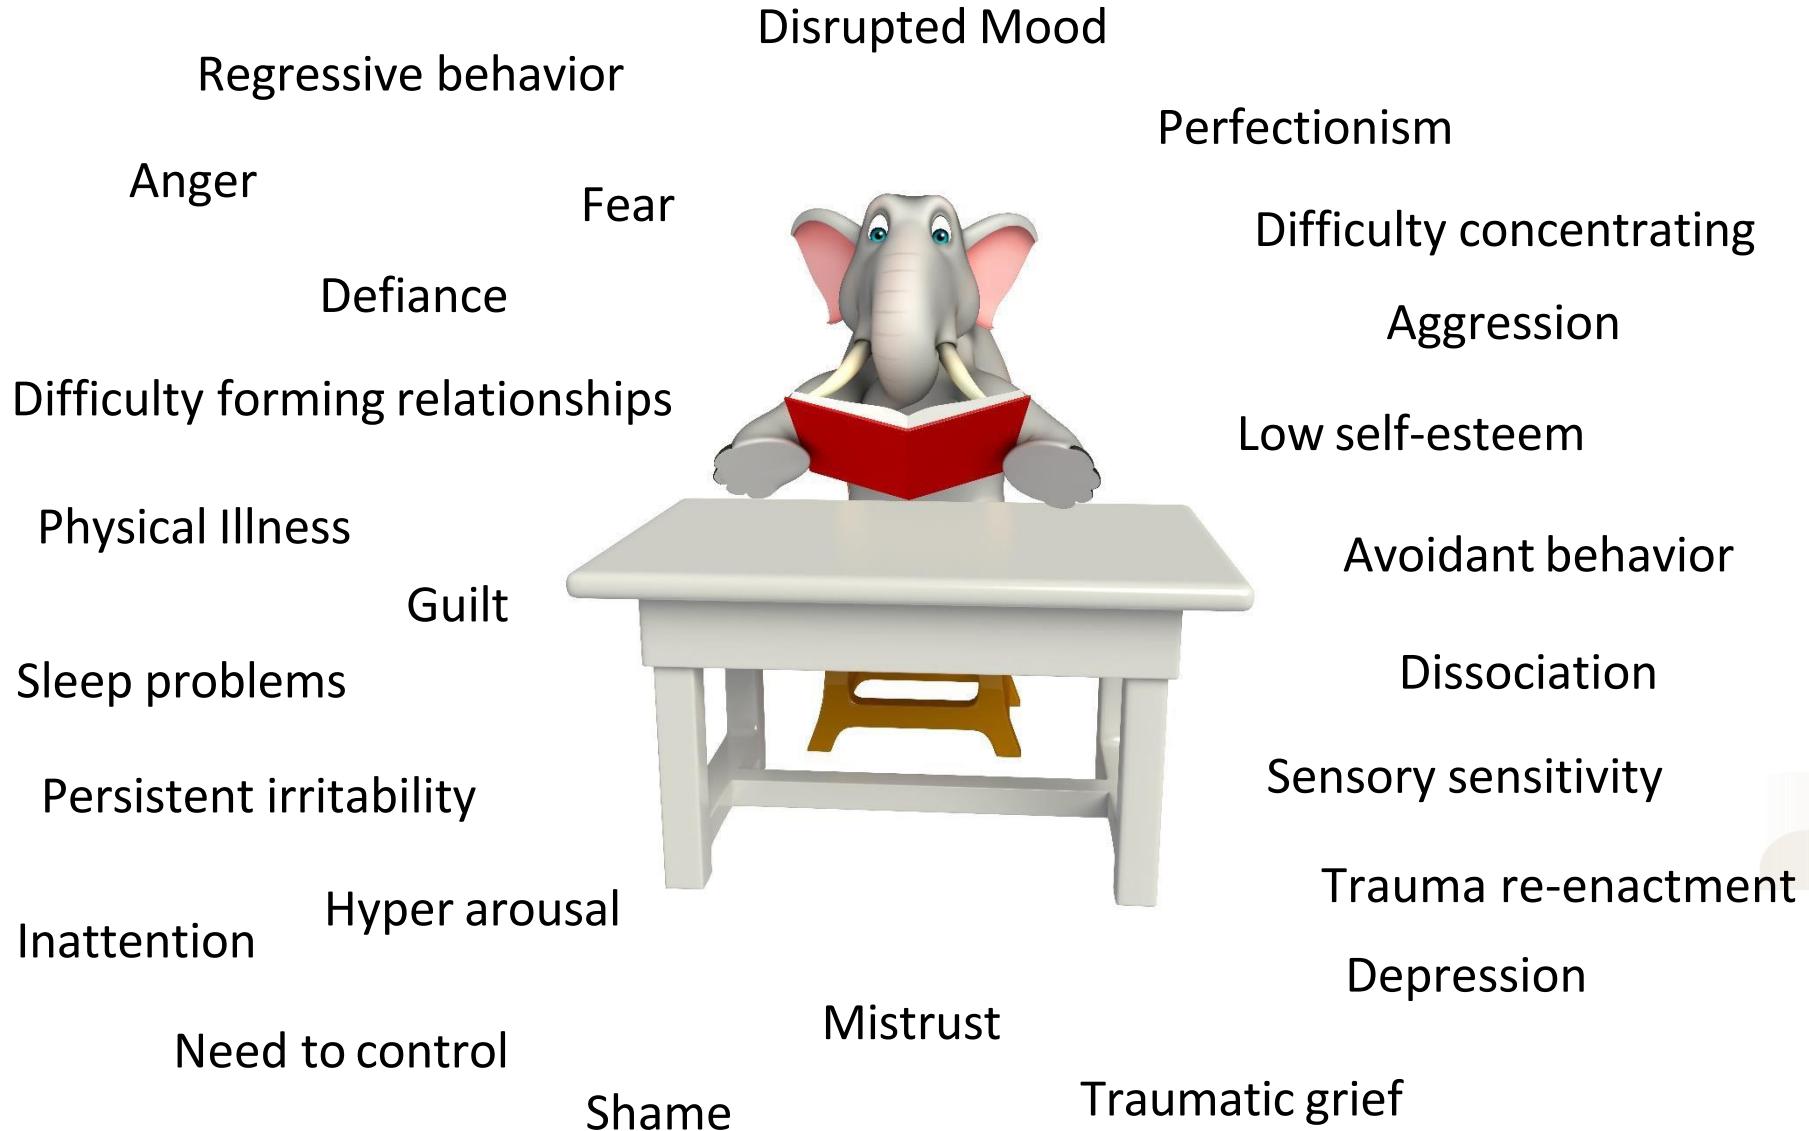 Disrupted Mood
Regressive behavior
Perfectionism
Anger
Fear
Difficulty concentrating
Defiance
Aggression
Difficulty forming relationships
Low self-esteem
Physical Illness
Avoidant behavior
Guilt
Dissociation
Sleep problems
Sensory sensitivity
Persistent irritability
Trauma re-enactment
Hyper arousal
Inattention
Depression
Mistrust
Need to control
Traumatic grief
Shame